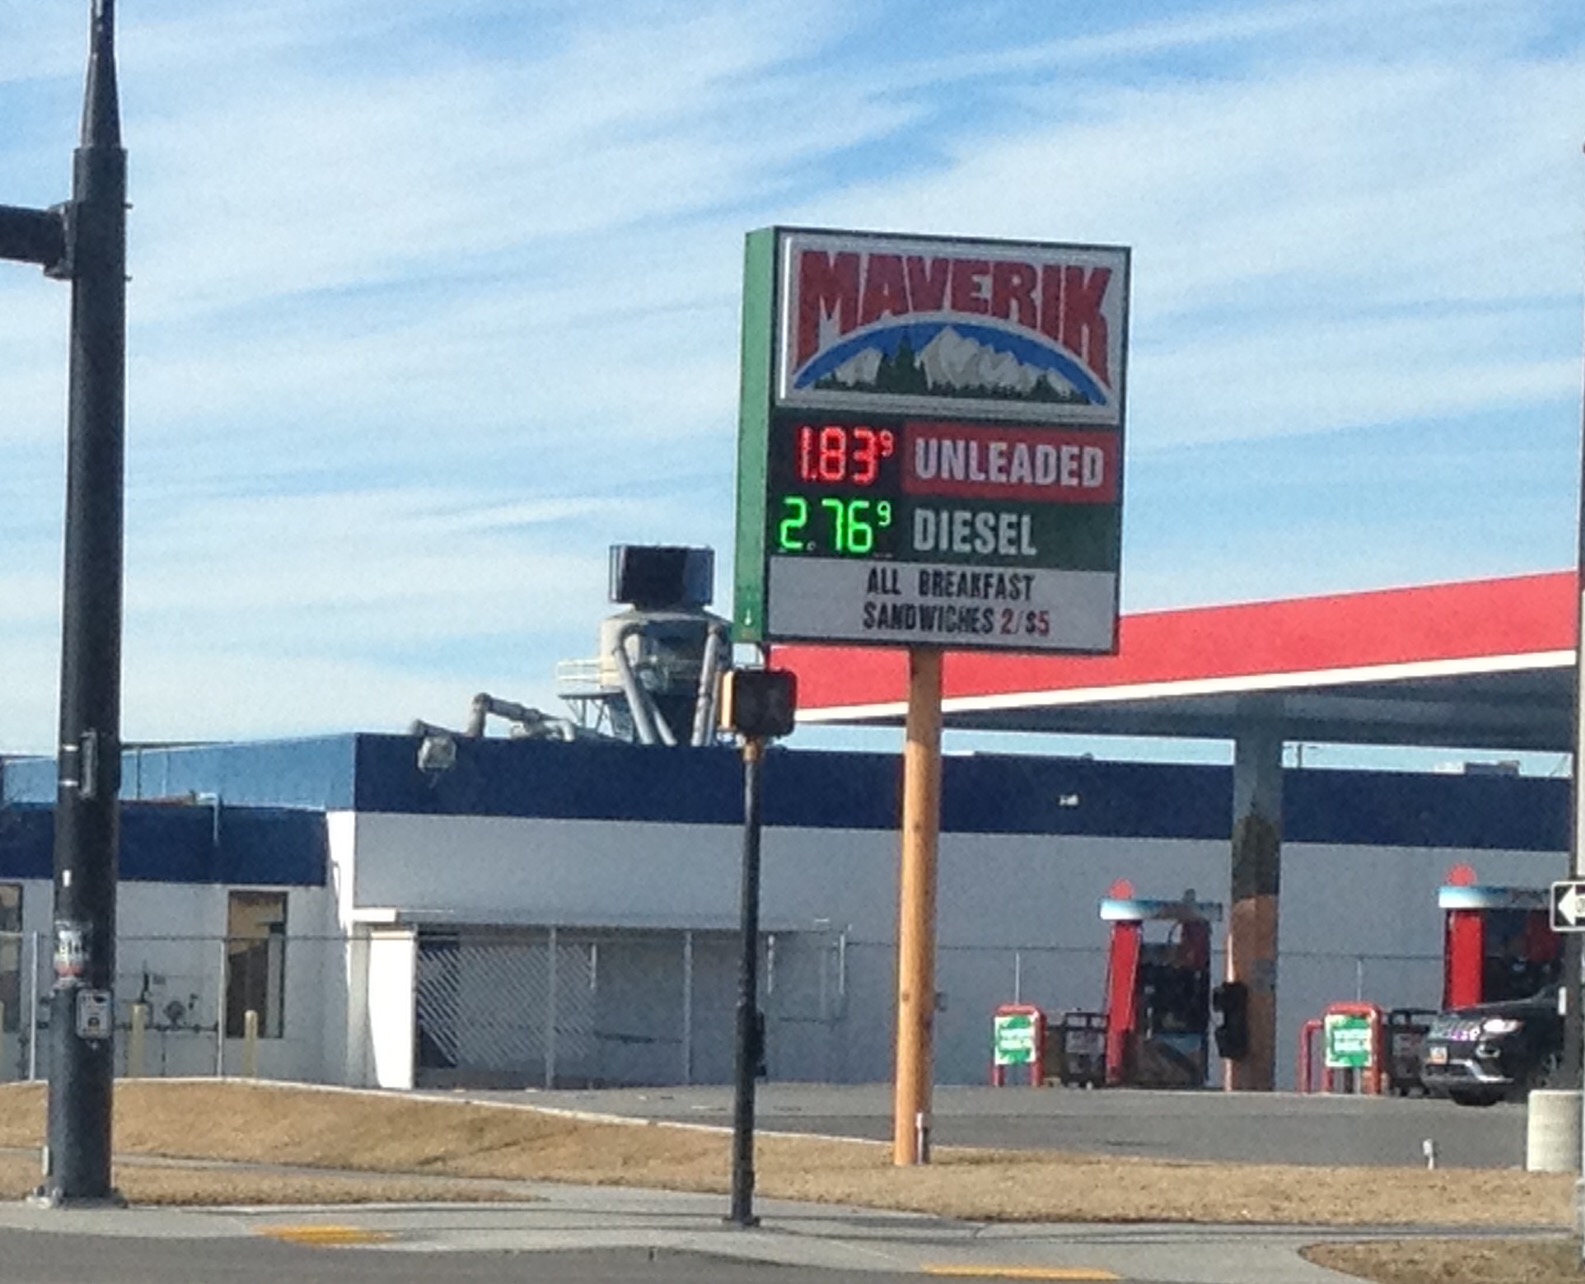 MAVERIK
1.83⁹ UNLEADED
2.76⁹ DIESEL
ALL BREAKFAST
SANDWICHES 2/$5